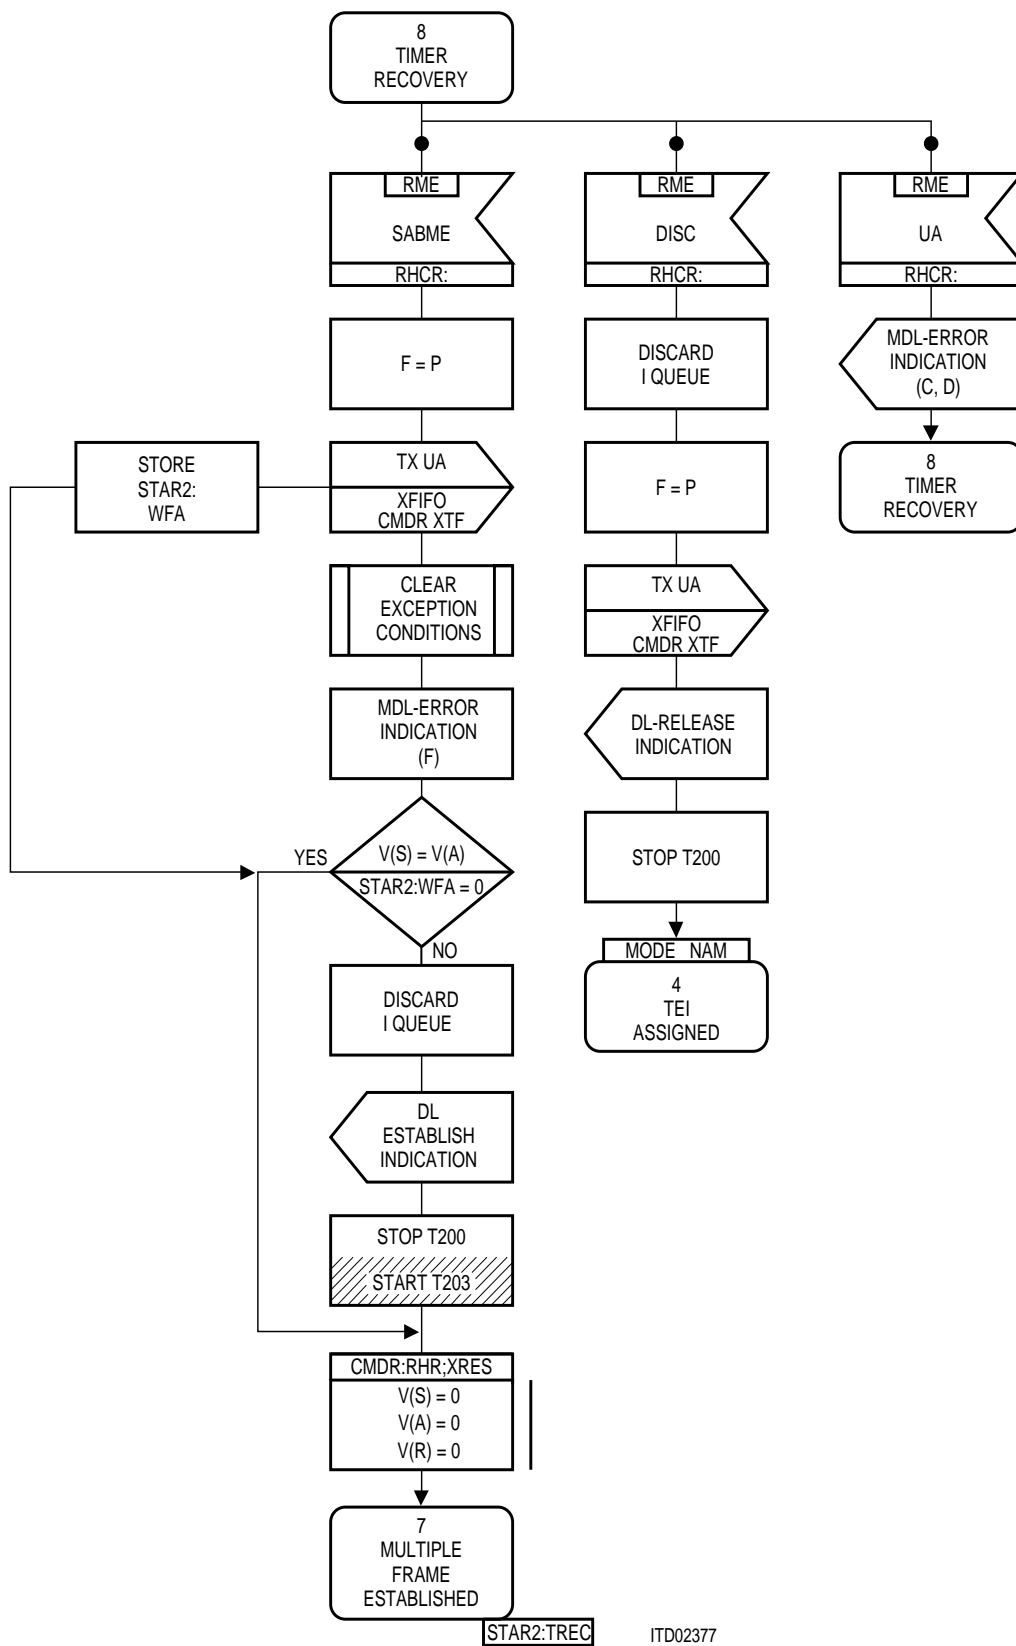 8
TIMER
RECOVERY
RME
SABME
RHCR:
F = P
TX UA
XFIFO
CMDR XTF
STORE
STAR2:
WFA
CLEAR
EXCEPTION
CONDITIONS
MDL-ERROR
INDICATION
(F)
YES
V(S) = V(A)
STAR2:WFA = 0
NO
DISCARD
I QUEUE
DL
ESTABLISH
INDICATION
STOP T200
START T203
CMDR:RHR;XRES
V(S) = 0
V(A) = 0
V(R) = 0
7
MULTIPLE
FRAME
ESTABLISHED
STAR2:TREC
RME
DISC
RHCR:
DISCARD
I QUEUE
F = P
TX UA
XFIFO
CMDR XTF
DL-RELEASE
INDICATION
STOP T200
MODE NAM
4
TEI
ASSIGNED
RME
UA
RHCR:
MDL-ERROR
INDICATION
(C, D)
8
TIMER
RECOVERY
ITD02377